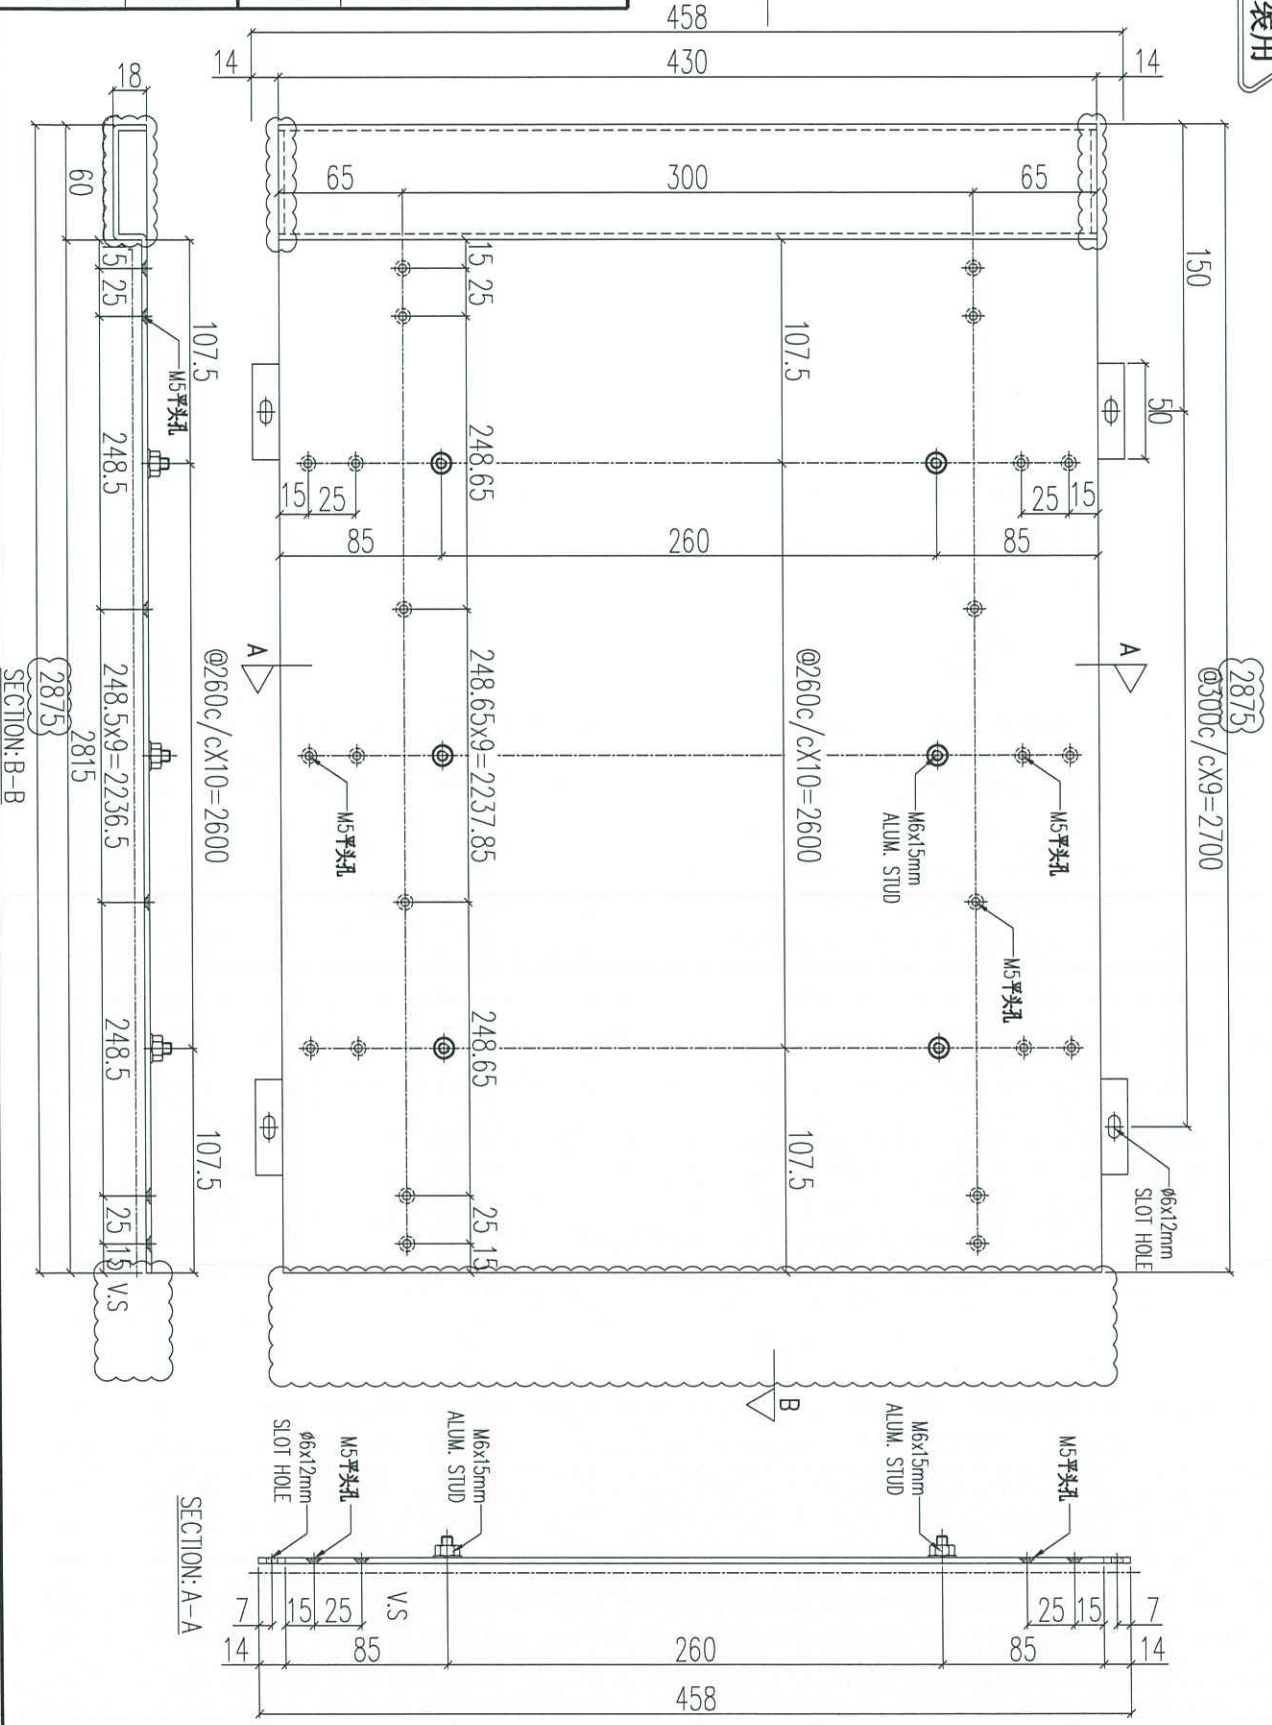 装用
458
14
430
14
18
60
65
300
65
150
15 25
107.5
15 25
107.5
50
M5平头孔
248.5
248.65
15
25
25
15
85
260
85
A
A
2875
@300c/cX9=2700
@260c/cX10=2600
248.5x9=2236.5
2815
2875
SECTION:B-B
248.65x9=2237.85
@260c/cX10=2600
M5平头孔
M6x15mm
ALUM. STUD
M5平头孔
M5平头孔
248.5
248.65
107.5
107.5
25 15
25 15
V.S
ø6x12mm
SLOT HOLE
B
ø6x12mm
SLOT HOLE
M5平头孔
M6x15mm
ALUM. STUD
M6x15mm
ALUM. STUD
M5平头孔
SECTION:A-A
V.S
7
15
25
25
15
7
14
85
260
85
14
458